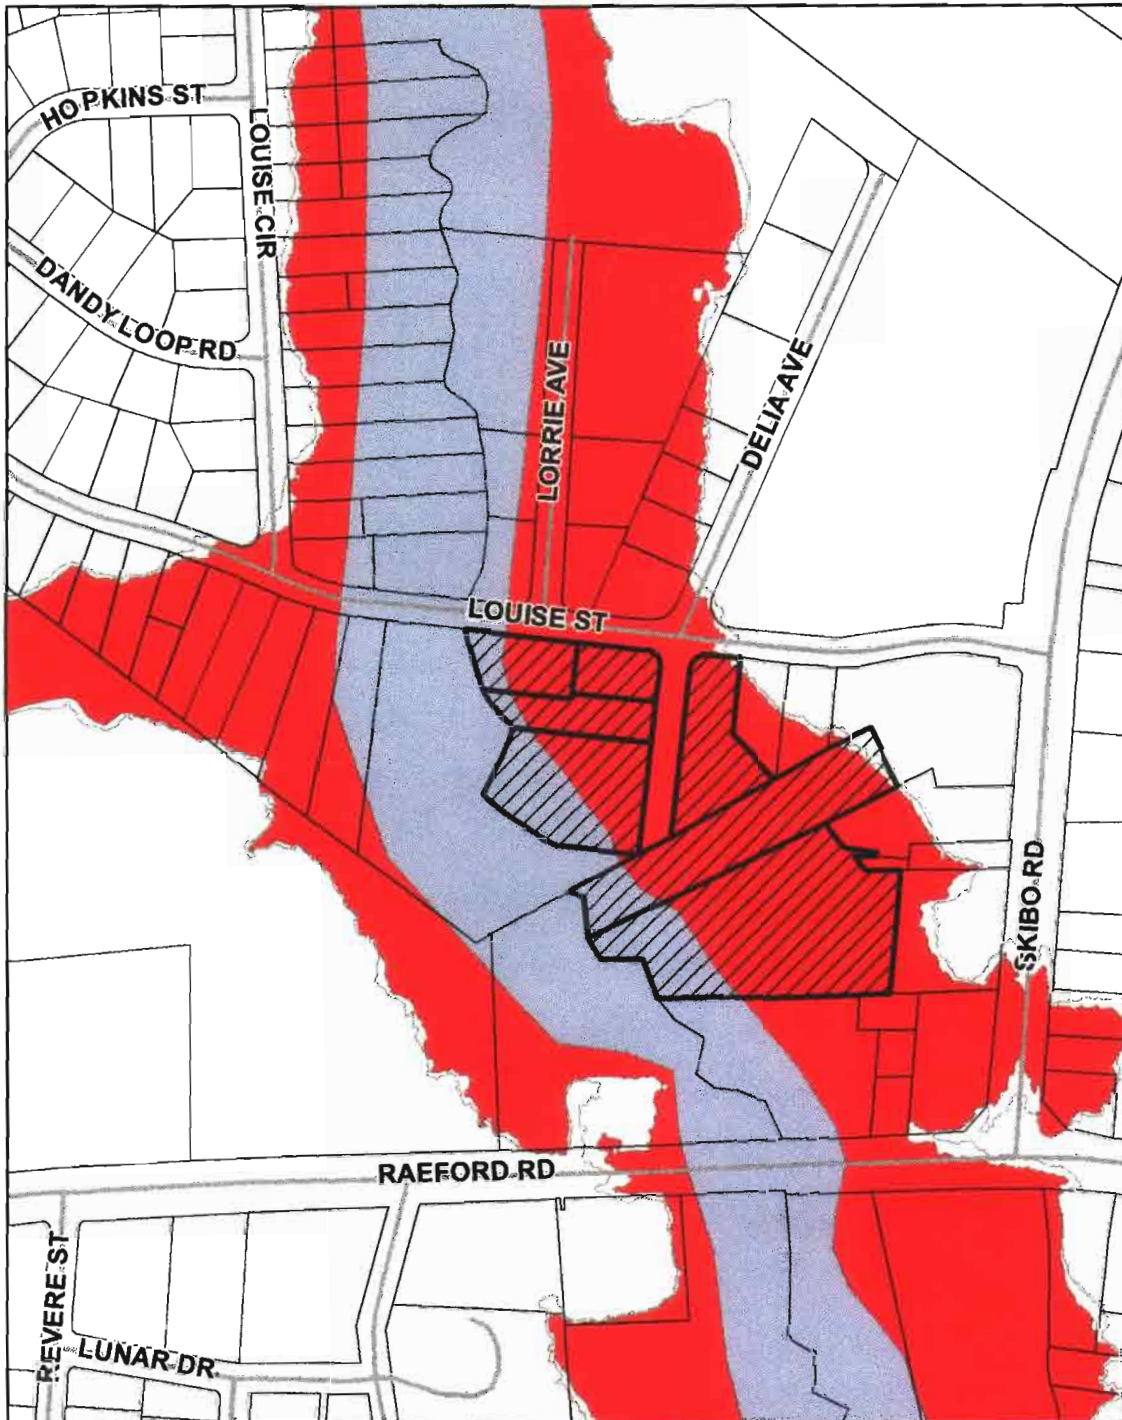 HOPKINS ST
LOUISE CIR
DANDY LOOP RD
LORRIE AVE
DELIA AVE
LOUISE ST
SKIBO RD
RAEFORD RD
REVERE ST
LUNAR DR